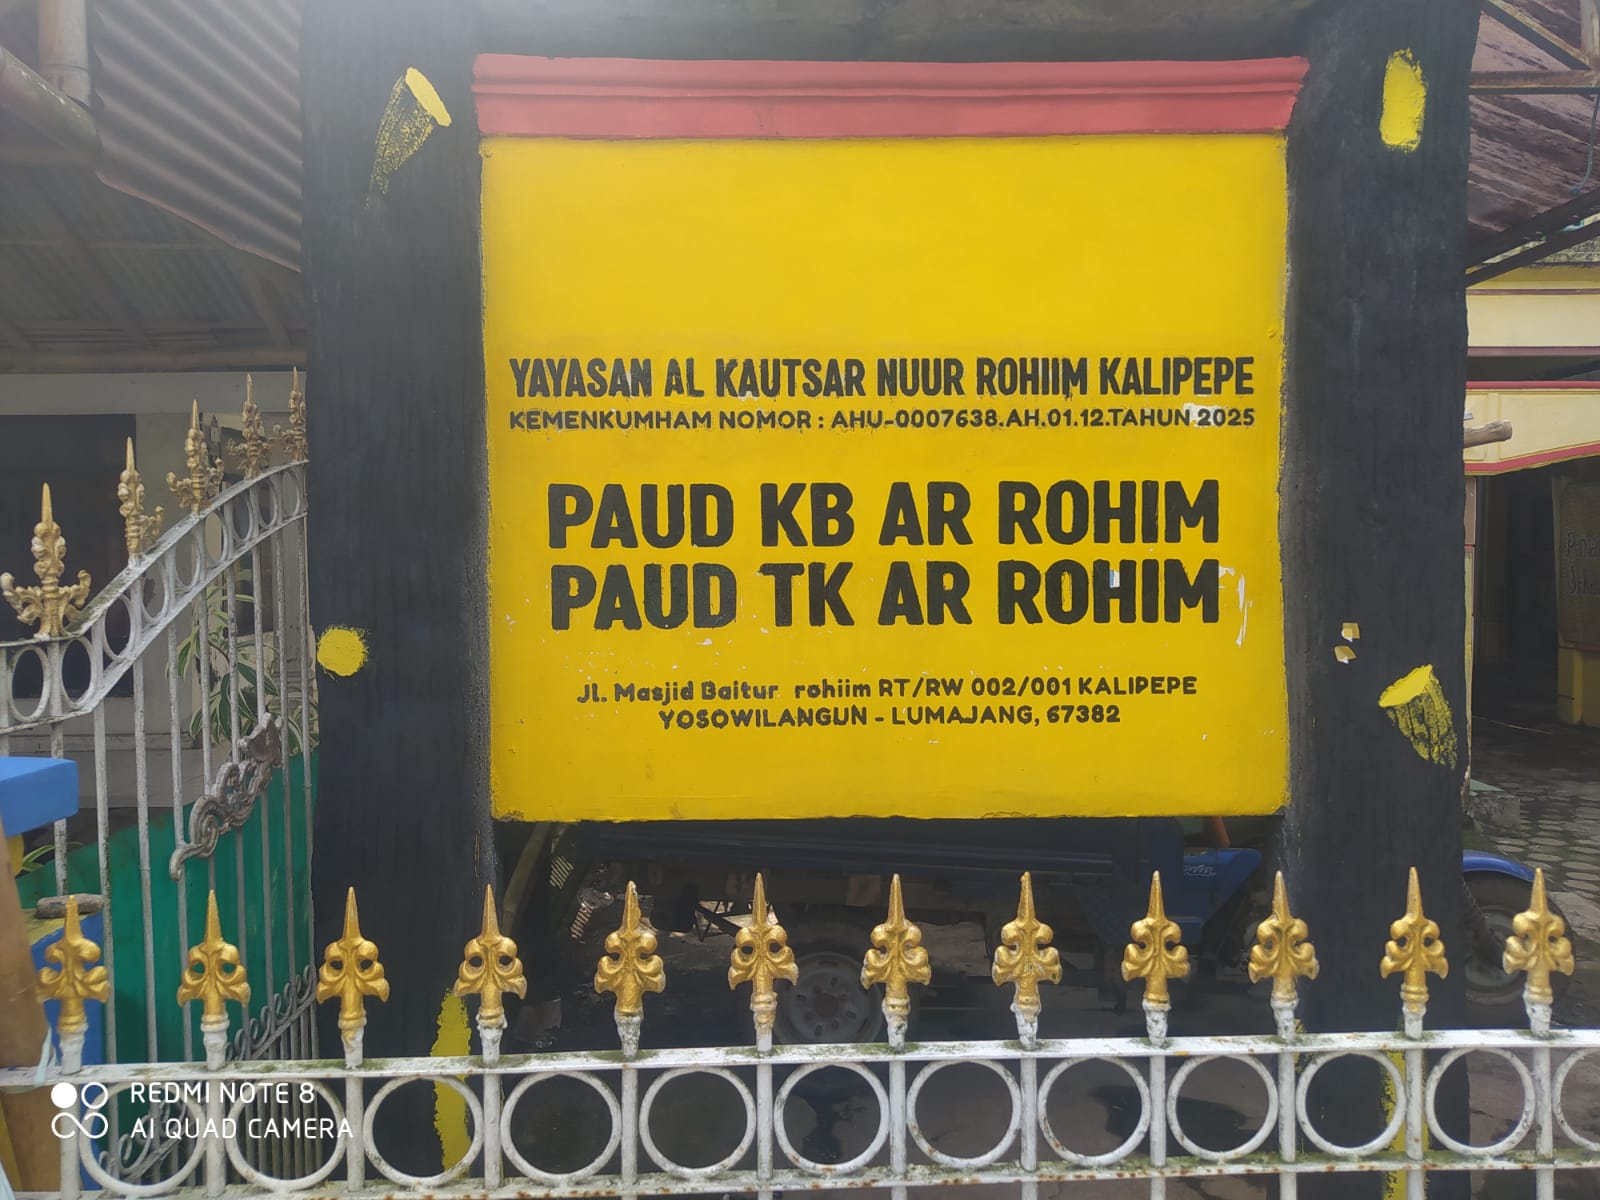 YAYASAN AL KAUTSAR NUUR ROHIIM KALIPEPE
KEMENKUMHAM NOMOR : AHU-0007638.AH.01.12.TAHUN 2025
PAUD KB AR ROHIM
PAUD TK AR ROHIM
Jl. Masjid Baitur rohiim RT/RW 002/001 KALIPEPE
YOSOWILANGUN - LUMAJANG, 67382
REDMI NOTE 8
AI QUAD CAMERA